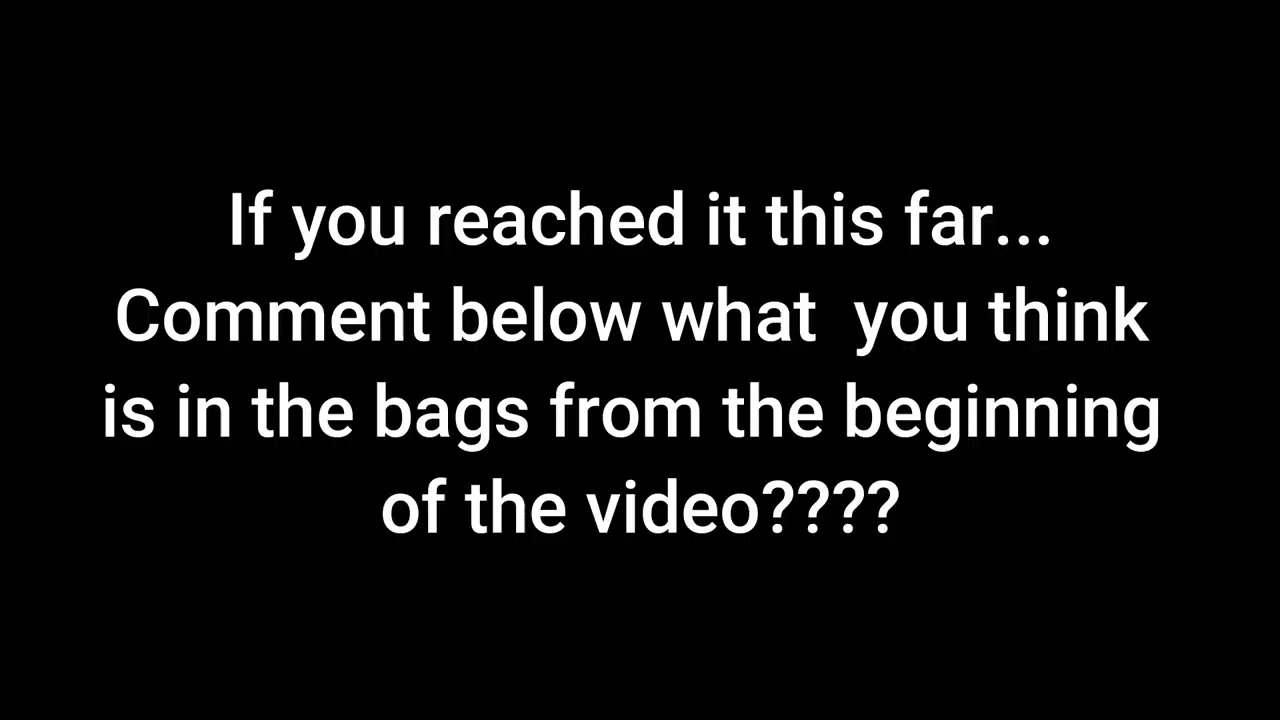 If you reached it this far...
Comment below what  you think
is in the bags from the beginning
of the video????